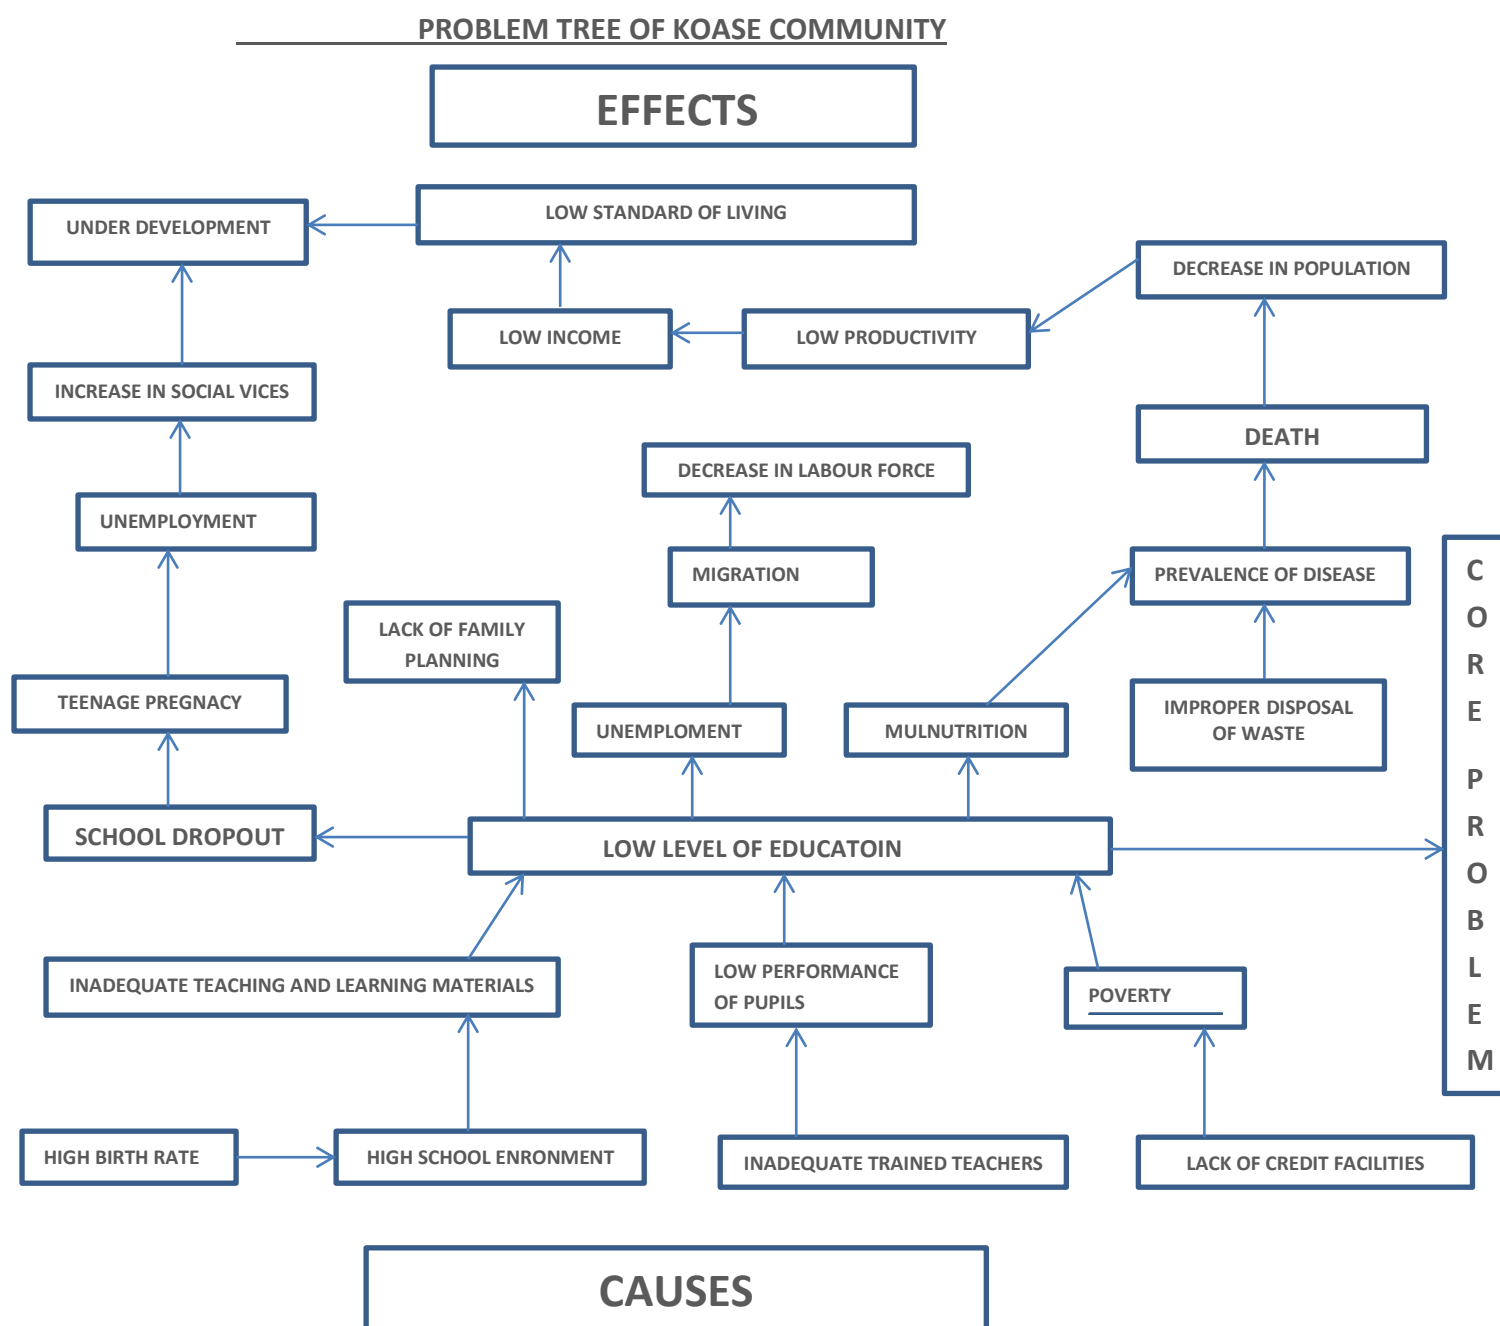 PROBLEM TREE OF KOASE COMMUNITY
EFFECTS
UNDER DEVELOPMENT
LOW STANDARD OF LIVING
DECREASE IN POPULATION
LOW INCOME
LOW PRODUCTIVITY
INCREASE IN SOCIAL VICES
DEATH
DECREASE IN LABOUR FORCE
UNEMPLOYMENT
MIGRATION
PREVALENCE OF DISEASE
LACK OF FAMILY
PLANNING
TEENAGE PREGNACY
UNEMPLOMENT
MULNUTRITION
IMPROPER DISPOSAL
OF WASTE
SCHOOL DROPOUT
LOW LEVEL OF EDUCATOIN
C
O
R
E
P
R
O
B
L
E
M
INADEQUATE TEACHING AND LEARNING MATERIALS
LOW PERFORMANCE
OF PUPILS
POVERTY
HIGH BIRTH RATE
HIGH SCHOOL ENRONMENT
INADEQUATE TRAINED TEACHERS
LACK OF CREDIT FACILITIES
CAUSES